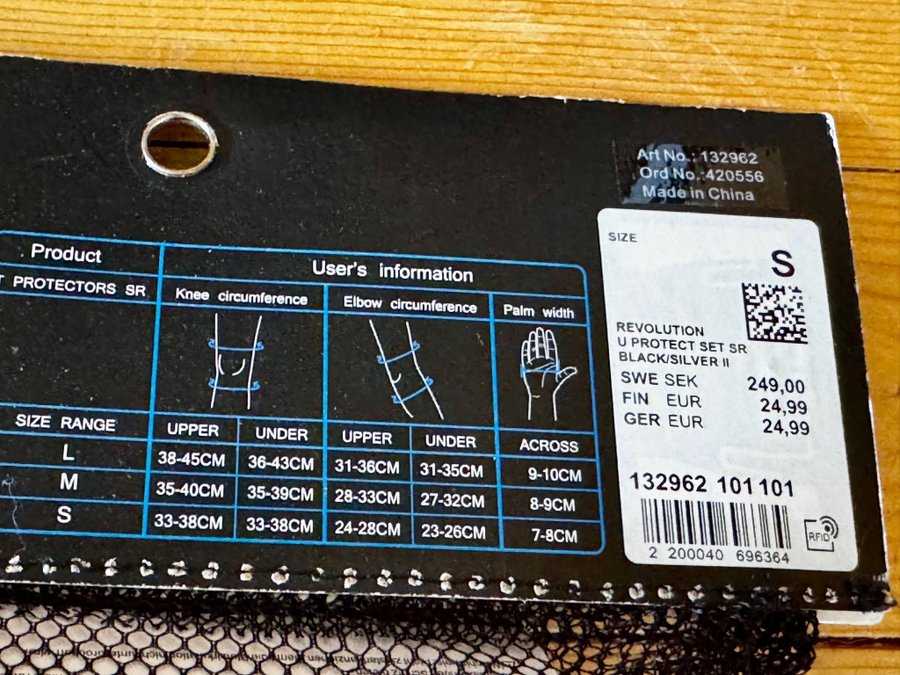 Art No.:132962
Ord No.:420556
Made in China
SIZE
S
REVOLUTION
U PROTECT SET SR
BLACK/SILVER II
SWE SEK 249,00
FIN EUR 24,99
GER EUR 24,99
132962 101101
2 200040 696364
RFID
Product User's information
T PROTECTORS SR Knee circumference Elbow circumference Palm width
SIZE RANGE UPPER UNDER UPPER UNDER ACROSS
L 38-45CM 36-43CM 31-36CM 31-35CM 9-10CM
M 35-40CM 35-39CM 28-33CM 27-32CM 8-9CM
S 33-38CM 33-38CM 24-28CM 23-26CM 7-8CM